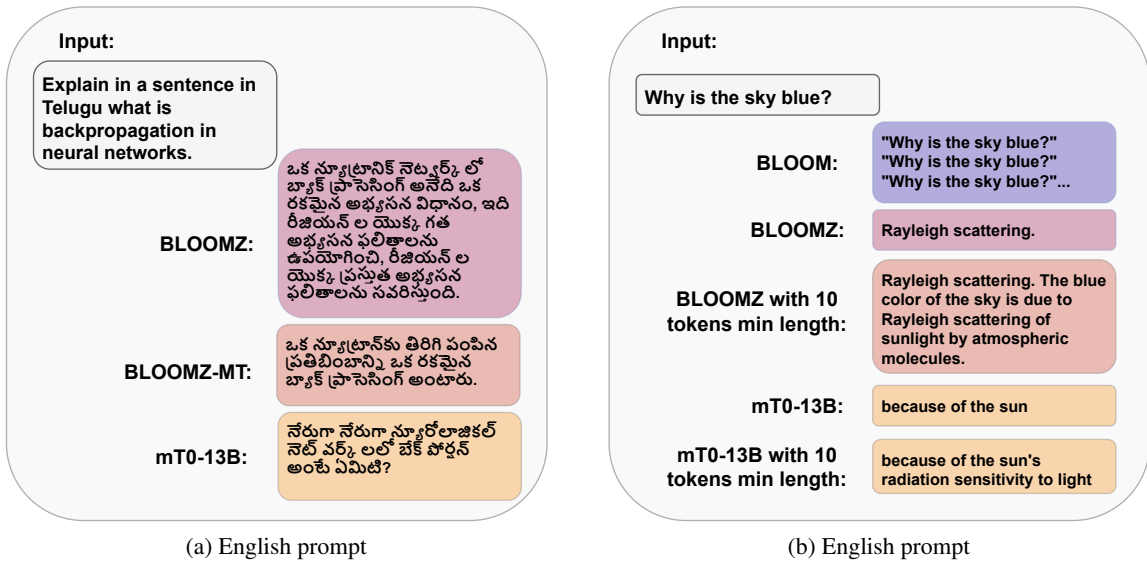 Input:
Explain in a sentence in
Telugu what is
backpropagation in
neural networks.
BLOOMZ:
ఒక న్యూట్రానిక్ నెట్వర్క్ లో
బ్యాక్ ప్రాసెసింగ్ అనేది ఒక
రకమైన అభ్యసన విధానం, ఇది
రీజియన్ ల యొక్క గత
అభ్యసన ఫలితాలను
ఉపయోగించి, రీజియన్ ల
యొక్క ప్రస్తుత అభ్యసన
ఫలితాలను సవరిస్తుంది.
BLOOMZ-MT:
ఒక న్యూట్రాన్‌కు తిరిగి పంపిన
ప్రతిబింబాన్ని ఒక రకమైన
బ్యాక్ ప్రాసెసింగ్ అంటారు.
mT0-13B:
నేరుగా నేరుగా న్యూరోలాజికల్
నెట్ వర్క్ లలో బేక్ పోర్షన్
అంటే ఏమిటి?
(a) English prompt
Input:
Why is the sky blue?
BLOOM:
"Why is the sky blue?"
"Why is the sky blue?"
"Why is the sky blue?"...
BLOOMZ:
Rayleigh scattering.
BLOOMZ with 10
tokens min length:
Rayleigh scattering. The blue
color of the sky is due to
Rayleigh scattering of
sunlight by atmospheric
molecules.
mT0-13B:
because of the sun
mT0-13B with 10
tokens min length:
because of the sun's
radiation sensitivity to light
(b) English prompt